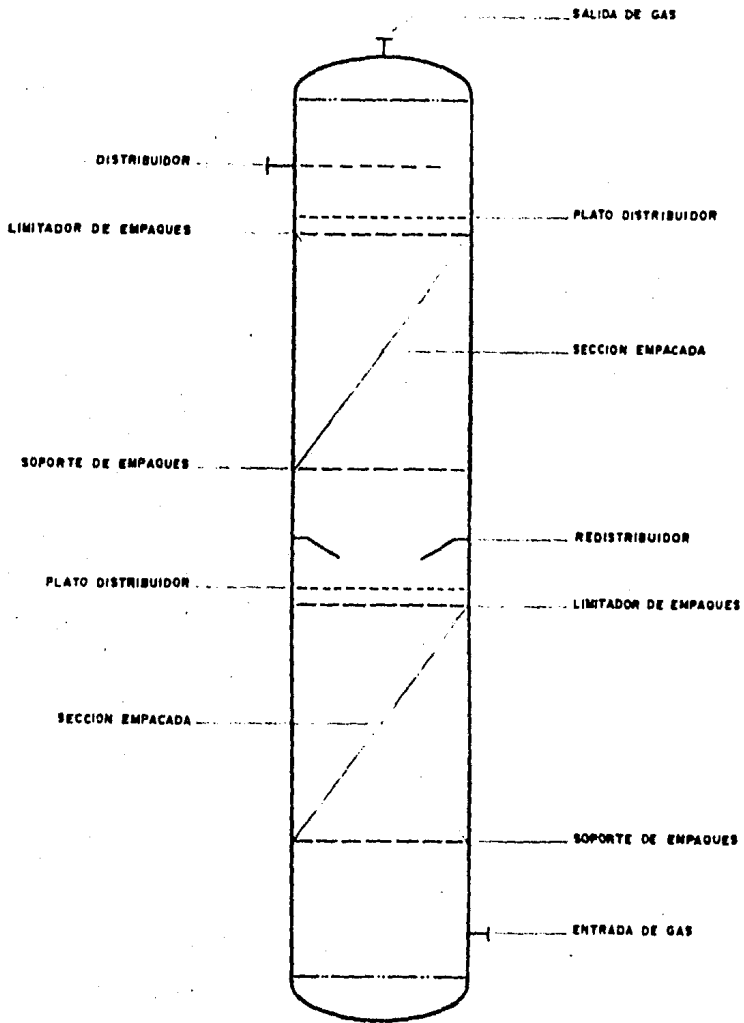 SALIDA DE GAS
DISTRIBUIDOR
PLATO DISTRIBUIDOR
LIMITADOR DE EMPAQUES
SECCION EMPACADA
SOPORTE DE EMPAQUES
REDISTRIBUIDOR
PLATO DISTRIBUIDOR
LIMITADOR DE EMPAQUES
SECCION EMPACADA
SOPORTE DE EMPAQUES
ENTRADA DE GAS